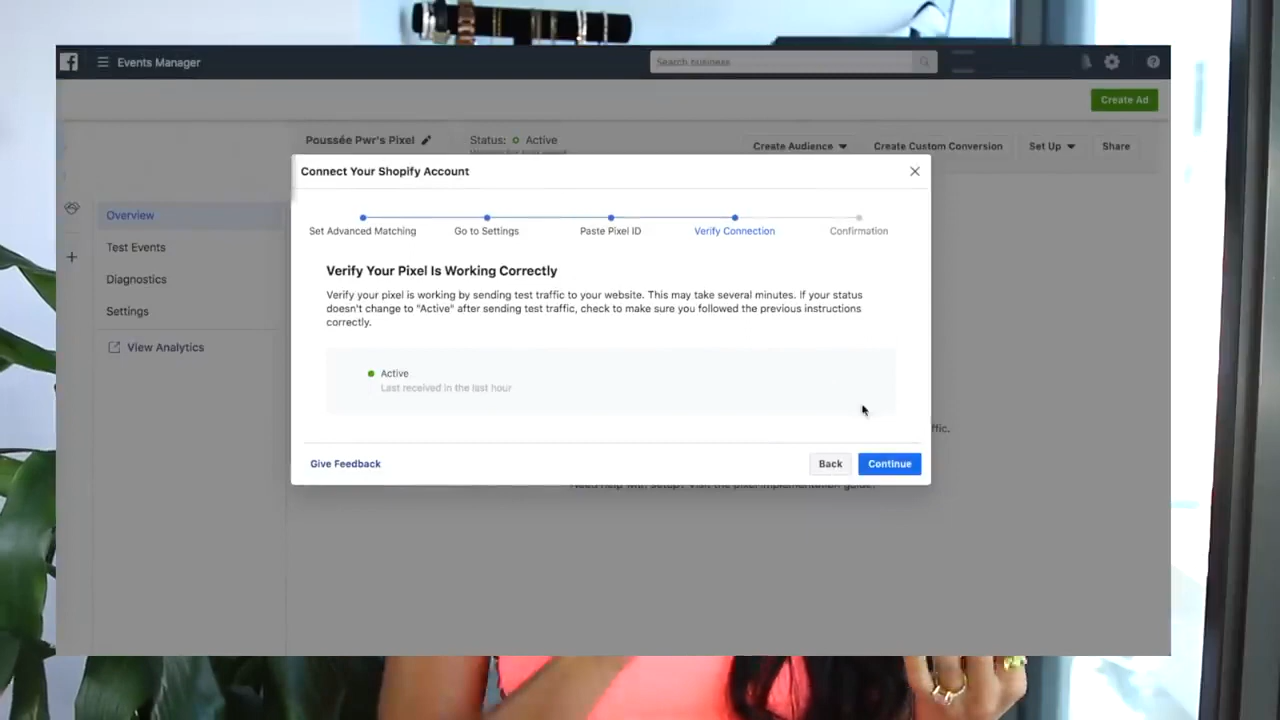 Events Manager
Search business
Create Ad
Poussée Pwr's Pixel
Status: Active
Create Audience
Create Custom Conversion
Set Up
Share
Connect Your Shopify Account
Overview
Test Events
Diagnostics
Settings
View Analytics
Set Advanced Matching
Go to Settings
Paste Pixel ID
Verify Connection
Confirmation
Verify Your Pixel Is Working Correctly
Verify your pixel is working by sending test traffic to your website. This may take several minutes. If your status
doesn't change to "Active" after sending test traffic, check to make sure you followed the previous instructions
correctly.
Active
Last received in the last hour
ffic.
Give Feedback
Back
Continue